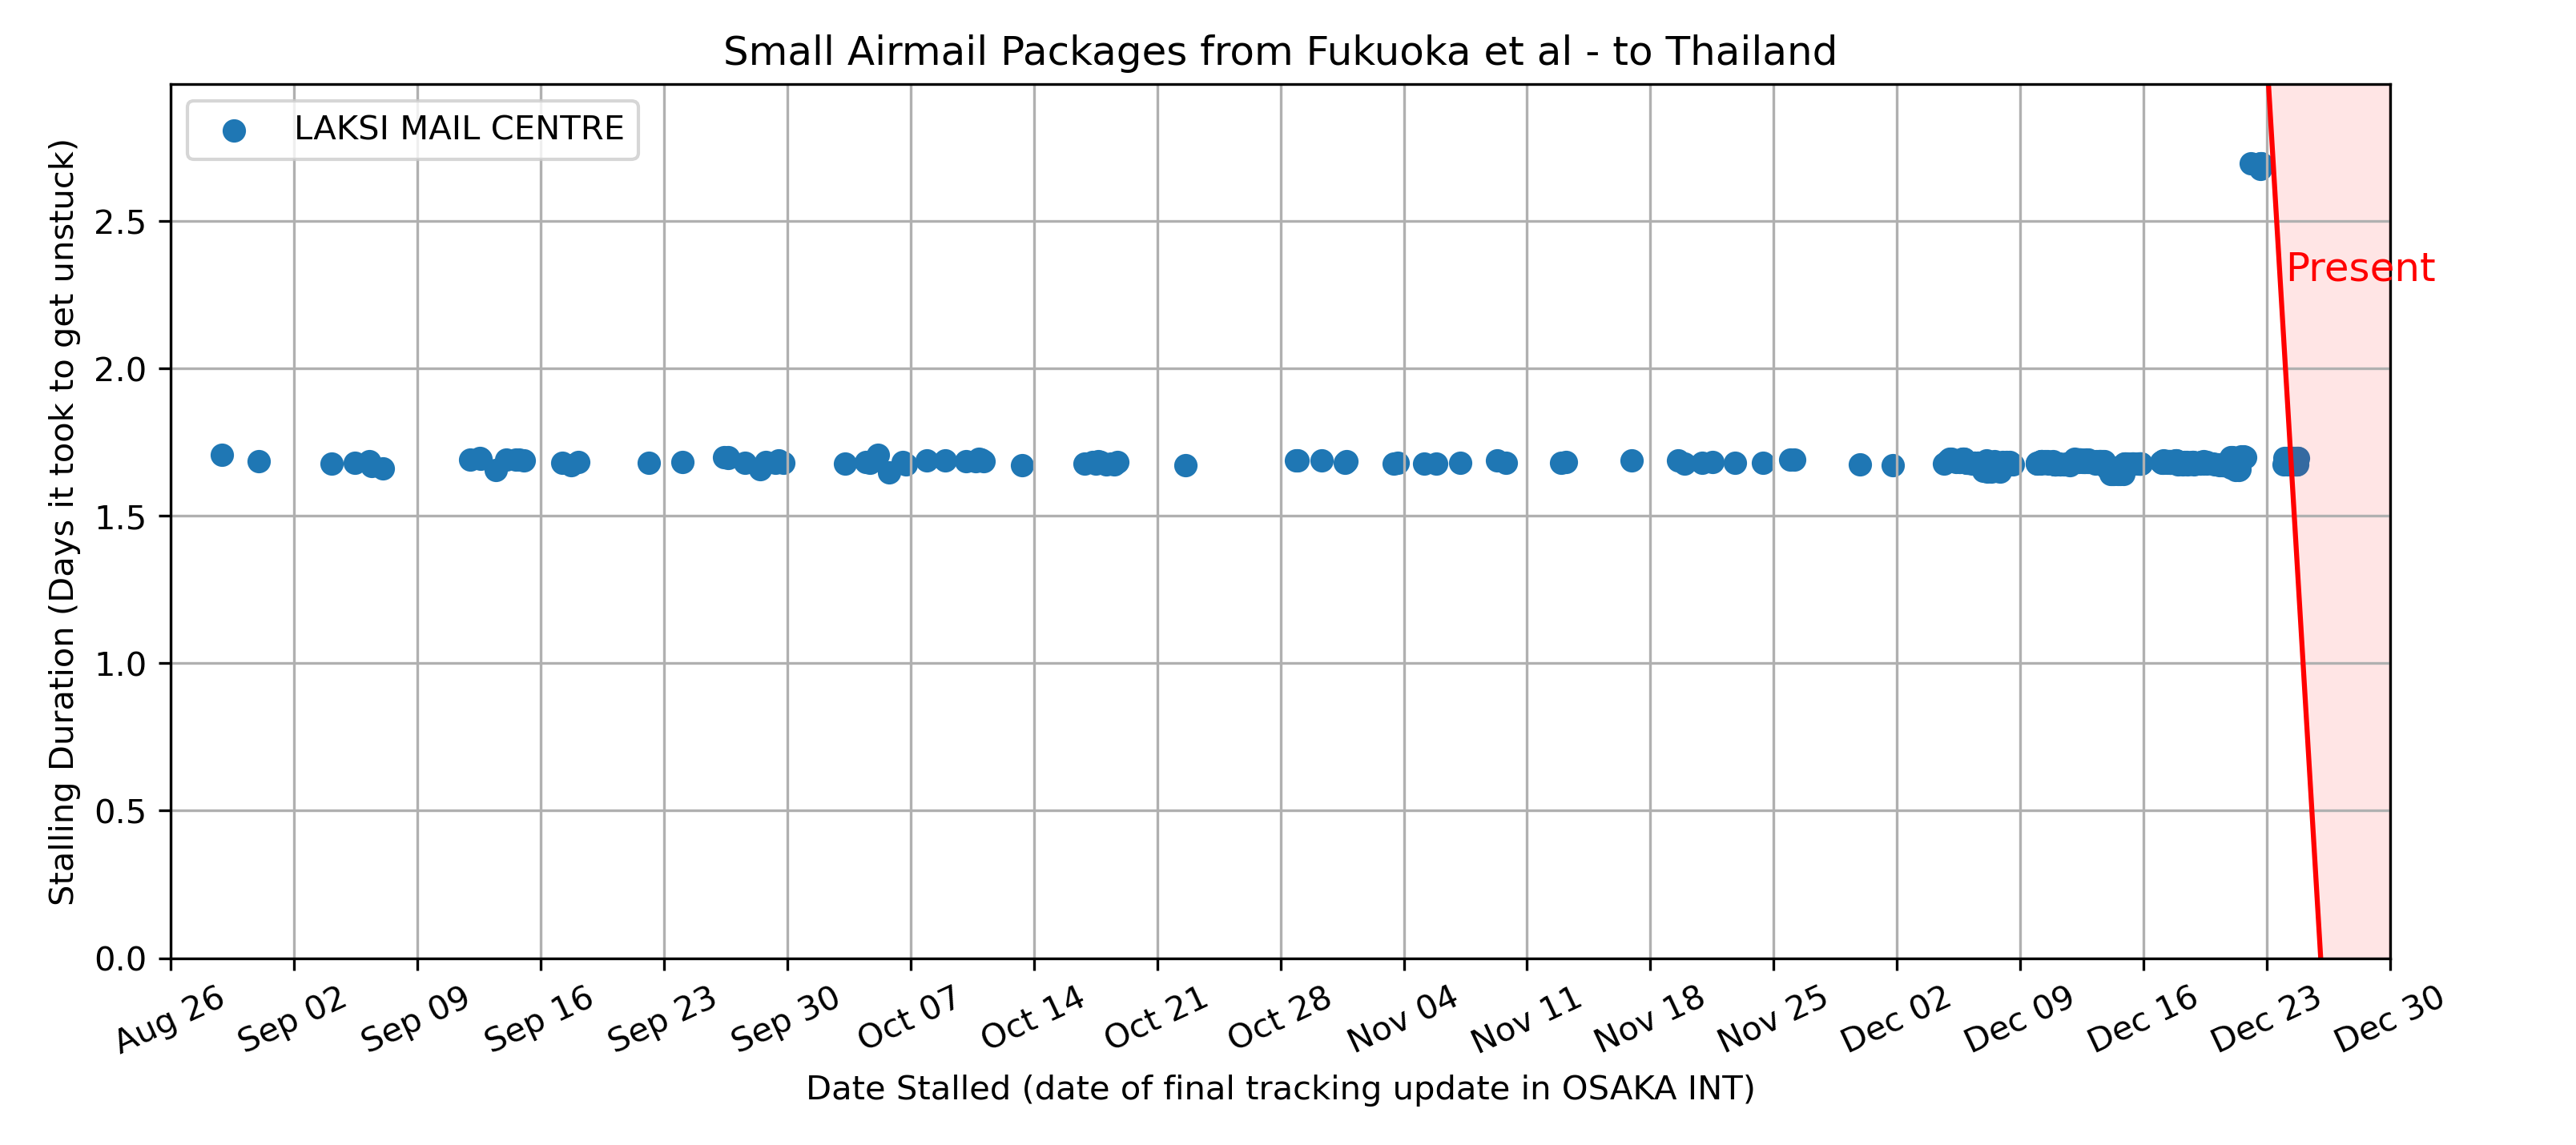 Small Airmail Packages from Fukuoka et al - to Thailand
LAKSI MAIL CENTRE
Present
Stalling Duration (Days it took to get unstuck)
2.5
2.0
1.5
1.0
0.5
0.0
Aug 26
Sep 02
Sep 09
Sep 16
Sep 23
Sep 30
Oct 07
Oct 14
Oct 21
Oct 28
Nov 04
Nov 11
Nov 18
Nov 25
Dec 02
Dec 09
Dec 16
Dec 23
Dec 30
Date Stalled (date of final tracking update in OSAKA INT)